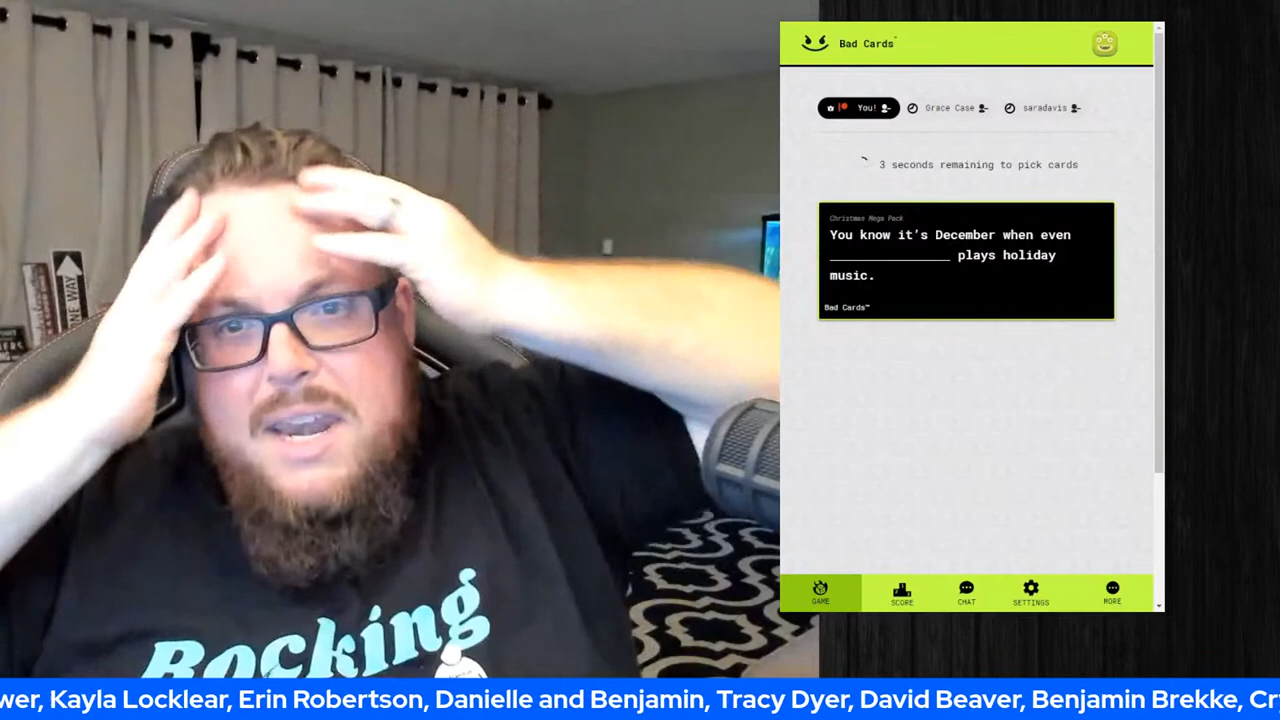 Bad Cards™
You! Grace Case saradavis
3 seconds remaining to pick cards
Christmas Mega Pack
You know it's December when even
_______________ plays holiday
music.
Bad Cards™
GAME SCORE CHAT SETTINGS MORE
ONE WAY
Rocking
wer, Kayla Locklear, Erin Robertson, Danielle and Benjamin, Tracy Dyer, David Beaver, Benjamin Brekke, Cr